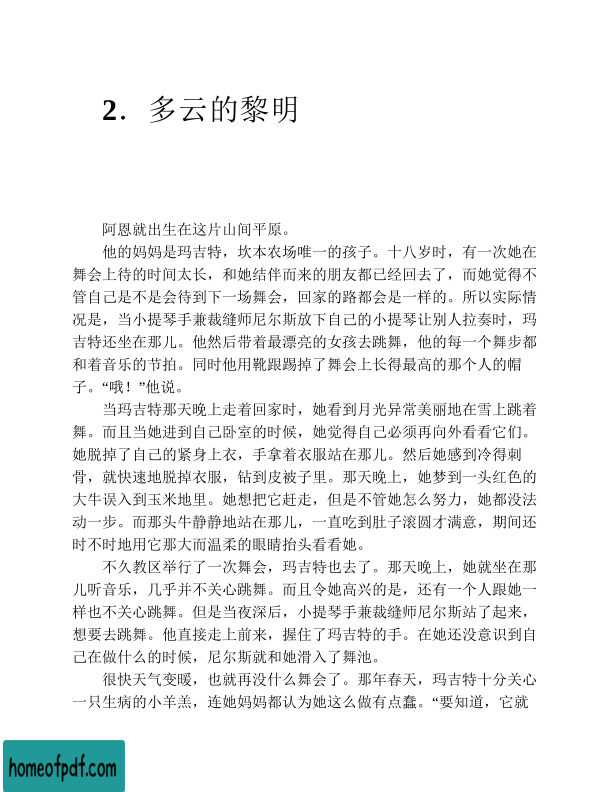 2．多云的黎明
阿恩就出生在这片山间平原。
他的妈妈是玛吉特，坎本农场唯一的孩子。十八岁时，有一次她在
舞会上待的时间太长，和她结伴而来的朋友都已经回去了，而她觉得不
管自己是不是会待到下一场舞会，回家的路都会是一样的。所以实际情
况是，当小提琴手兼裁缝师尼尔斯放下自己的小提琴让别人拉奏时，玛
吉特还坐在那儿。他然后带着最漂亮的女孩去跳舞，他的每一个舞步都
和着音乐的节拍。同时他用靴跟踢掉了舞会上长得最高的那个人的帽
子。“哦！”他说。
当玛吉特那天晚上走着回家时，她看到月光异常美丽地在雪上跳着
舞。而且当她进到自己卧室的时候，她觉得自己必须再向外看看它们。
她脱掉了自己的紧身上衣，手拿着衣服站在那儿。然后她感到冷得刺
骨，就快速地脱掉衣服，钻到皮被子里。那天晚上，她梦到一头红色的
大牛误入到玉米地里。她想把它赶走，但是不管她怎么努力，她都没法
动一步。而那头牛静静地站在那儿，一直吃到肚子滚圆才满意，期间还
时不时地用它那大而温柔的眼睛抬头看看她。
不久教区举行了一次舞会，玛吉特也去了。那天晚上，她就坐在那
儿听音乐，几乎并不关心跳舞。而且令她高兴的是，还有一个人跟她一
样也不关心跳舞。但是当夜深后，小提琴手兼裁缝师尼尔斯站了起来，
想要去跳舞。他直接走上前来，握住了玛吉特的手。在她还没意识到自
己在做什么的时候，尼尔斯就和她滑入了舞池。
很快天气变暖，也就再没什么舞会了。那年春天，玛吉特十分关心
一只生病的小羊羔，连她妈妈都认为她这么做有点蠢。“要知道，它就
homeofpdf.com